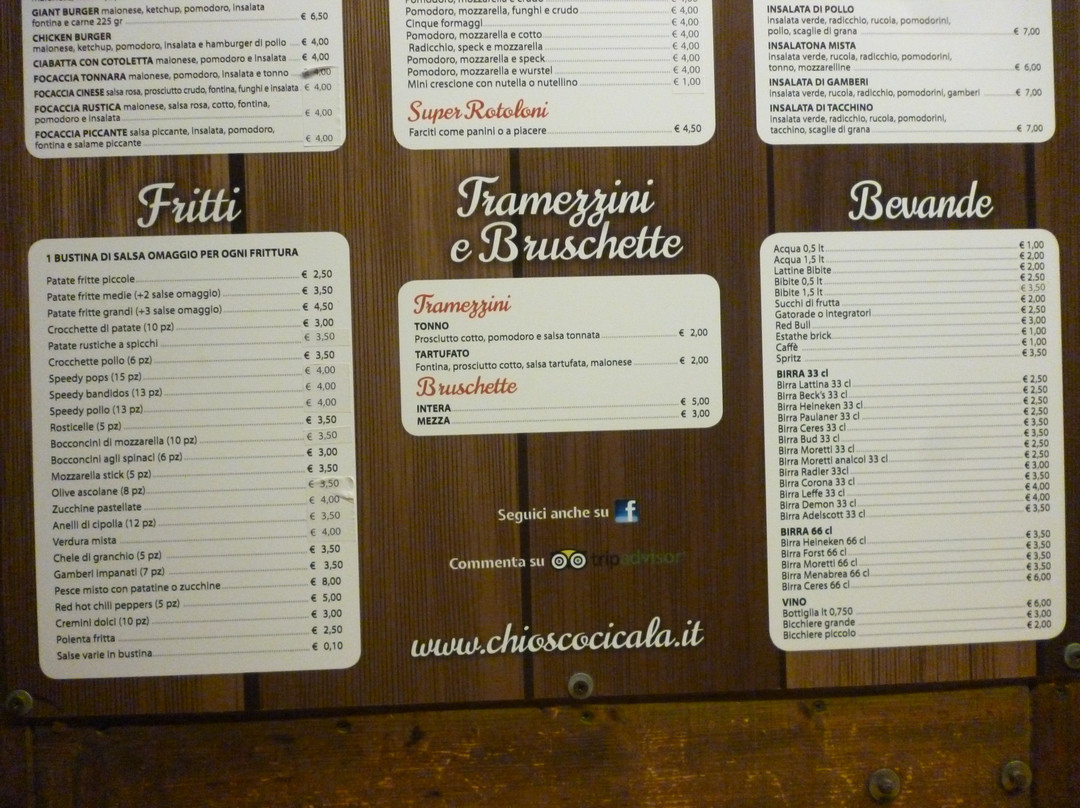 GIANT BURGER maionese, ketchup, pomodoro, insalata
fontina e carne 225 gr € 6,50
CHICKEN BURGER
maionese, ketchup, pomodoro, insalata e hamburger di pollo € 4,00
CIABATTA CON COTOLETTA maionese, pomodoro e insalata € 4,00
FOCACCIA TONNARA maionese, pomodoro, insalata e tonno € 4,00
FOCACCIA CINESE salsa rosa, prosciutto crudo, fontina, funghi e insalata € 4,00
FOCACCIA RUSTICA maionese, salsa rosa, cotto, fontina,
pomodoro e insalata € 4,00
FOCACCIA PICCANTE salsa piccante, insalata, pomodoro,
fontina e salame piccante € 4,00
Pomodoro, mozzarella, funghi e crudo € 4,00
Cinque formaggi € 4,00
Pomodoro, mozzarella e cotto € 4,00
Radicchio, speck e mozzarella € 4,00
Pomodoro, mozzarella e speck € 4,00
Pomodoro, mozzarella e wurstel € 4,00
Mini crescione con nutella o nutellino € 1,00
Super Rotoloni
Farciti come panini o a piacere € 4,50
INSALATA DI POLLO
insalata verde, radicchio, rucola, pomodorini,
pollo, scaglie di grana € 7,00
INSALATONA MISTA
insalata verde, rucola, radicchio, pomodorini,
tonno, mozzarelline € 6,00
INSALATA DI GAMBERI
insalata verde, rucola, radicchio, pomodorini, gamberi € 7,00
INSALATA DI TACCHINO
insalata verde, radicchio, rucola, pomodorini,
tacchino, scaglie di grana € 7,00
Fritti
1 BUSTINA DI SALSA OMAGGIO PER OGNI FRITTURA
Patate fritte piccole € 2,50
Patate fritte medie (+2 salse omaggio) € 3,50
Patate fritte grandi (+3 salse omaggio) € 4,50
Crocchette di patate (10 pz) € 3,00
Patate rustiche a spicchi € 3,50
Crocchette pollo (6 pz) € 3,50
Speedy pops (15 pz) € 4,00
Speedy bandidos (13 pz) € 4,00
Speedy pollo (13 pz) € 4,00
Rosticelle (5 pz) € 3,50
Bocconcini di mozzarella (10 pz) € 3,50
Bocconcini agli spinaci (6 pz) € 3,00
Mozzarella stick (5 pz) € 3,50
Olive ascolane (8 pz) € 3,50
Zucchine pastellate € 4,00
Anelli di cipolla (12 pz) € 3,50
Verdura mista € 4,00
Chele di granchio (5 pz) € 3,50
Gamberi impanati (7 pz) € 3,50
Pesce misto con patatine o zucchine € 8,00
Red hot chili peppers (5 pz) € 5,00
Cremini dolci (10 pz) € 3,00
Polenta fritta € 2,50
Salse varie in bustina € 0,10
Tramezzini
e Bruschette
Tramezzini
TONNO
Prosciutto cotto, pomodoro e salsa tonnata € 2,00
TARTUFATO
Fontina, prosciutto cotto, salsa tartufata, maionese € 2,00
Bruschette
INTERA € 5,00
MEZZA € 3,00
Seguici anche su f
Commenta su tripadvisor
www.chioscocicala.it
Bevande
Acqua 0,5 lt € 1,00
Acqua 1,5 lt € 2,00
Lattine Bibite € 2,00
Bibite 0,5 lt € 2,50
Bibite 1,5 lt € 3,50
Succhi di frutta € 2,00
Gatorade o integratori € 2,50
Red Bull € 3,00
Estathe brick € 1,00
Caffè € 1,00
Spritz € 3,50
BIRRA 33 cl
Birra Lattina 33 cl € 2,50
Birra Beck's 33 cl € 2,50
Birra Heineken 33 cl € 2,50
Birra Paulaner 33 cl € 2,50
Birra Ceres 33 cl € 3,50
Birra Bud 33 cl € 3,50
Birra Moretti 33 cl € 2,50
Birra Moretti analcol 33 cl € 2,50
Birra Radler 33cl € 3,00
Birra Corona 33 cl € 3,50
Birra Leffe 33 cl € 4,00
Birra Demon 33 cl € 4,00
Birra Adelscott 33 cl € 3,50
BIRRA 66 cl
Birra Heineken 66 cl € 3,50
Birra Forst 66 cl € 3,50
Birra Moretti 66 cl € 3,50
Birra Menabrea 66 cl € 3,50
Birra Ceres 66 cl € 6,00
VINO
Bottiglia lt 0,750 € 6,00
Bicchiere grande € 3,00
Bicchiere piccolo € 2,00